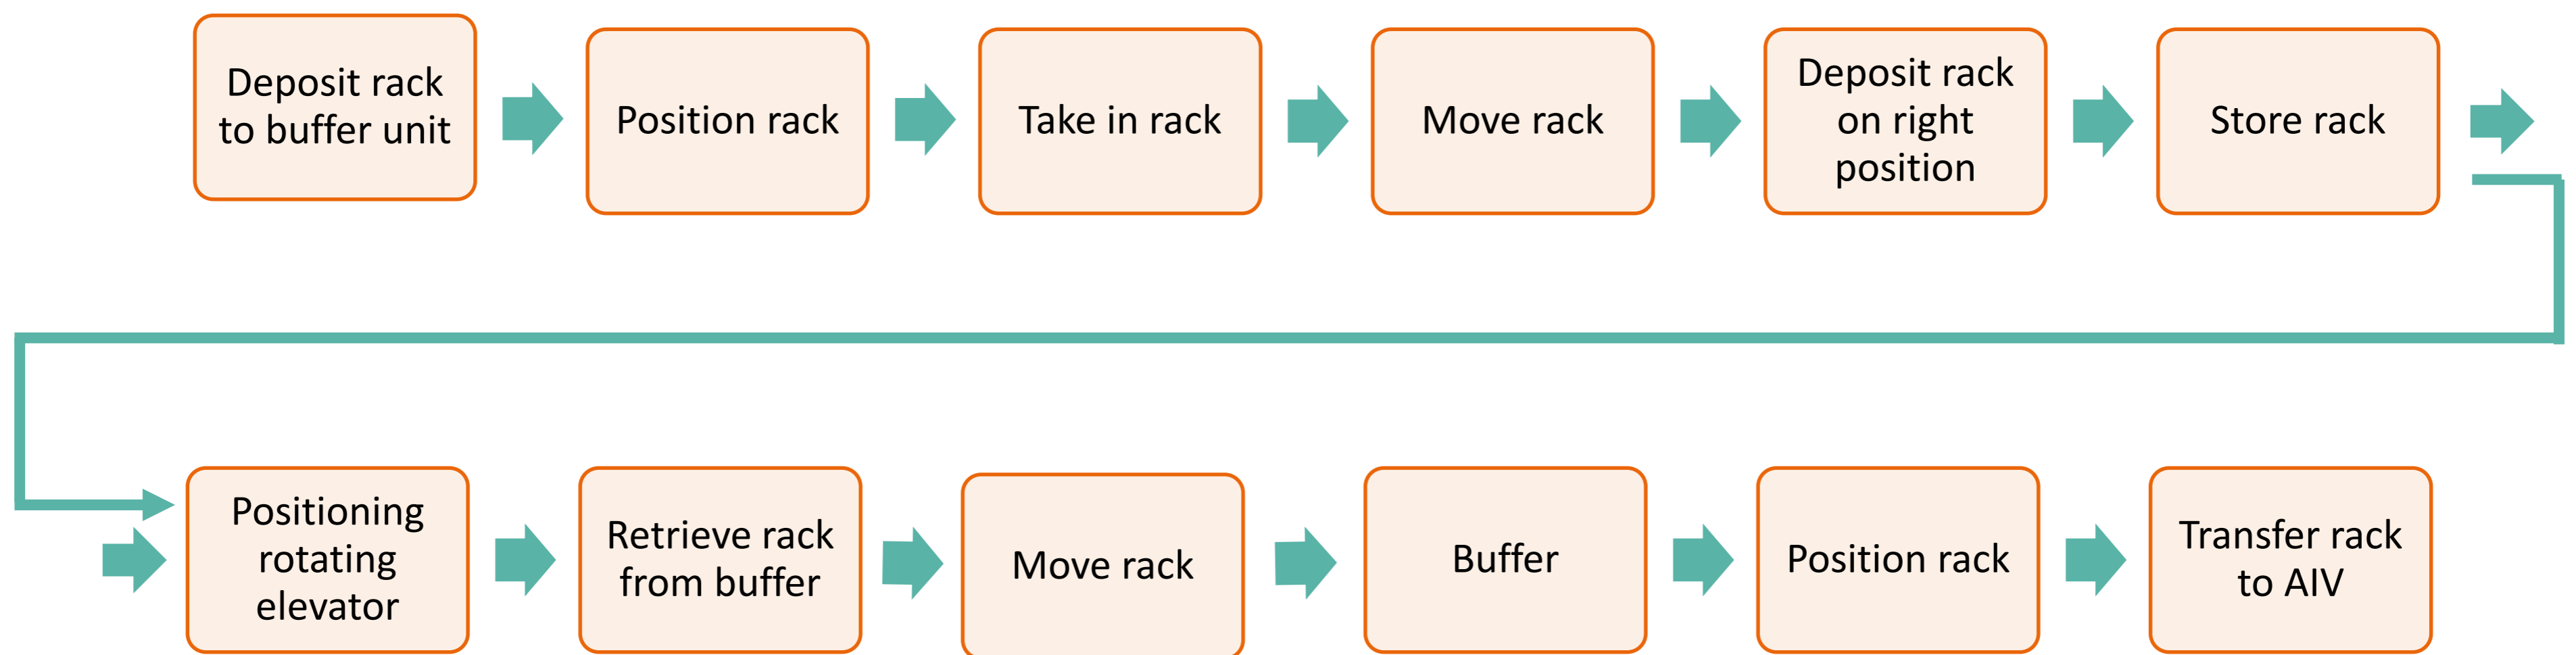 Deposit rack
to buffer unit
Position rack
Take in rack
Move rack
Deposit rack
on right
position
Store rack
Positioning
rotating
elevator
Retrieve rack
from buffer
Move rack
Buffer
Position rack
Transfer rack
to AIV